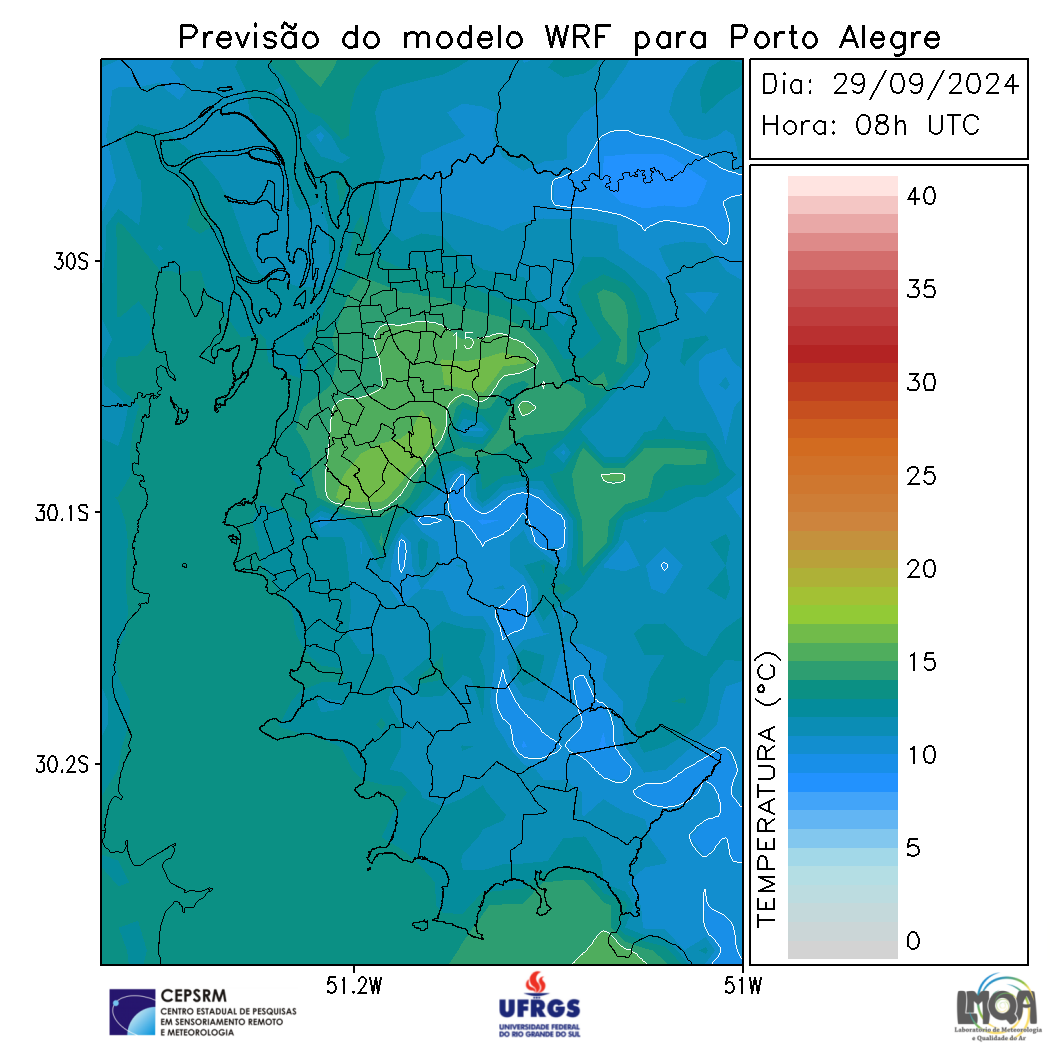 Previsão do modelo WRF para Porto Alegre
Dia: 29/09/2024
Hora: 08h UTC
30S
30.1S
30.2S
51.2W
51W
15
40
35
30
25
20
15
10
5
0
TEMPERATURA (°C)
CEPSRM
CENTRO ESTADUAL DE PESQUISAS
EM SENSORIAMENTO REMOTO
E METEOROLOGIA
UFRGS
UNIVERSIDADE FEDERAL
DO RIO GRANDE DO SUL
LMQA
Laboratório de Meteorologia
e Qualidade do Ar